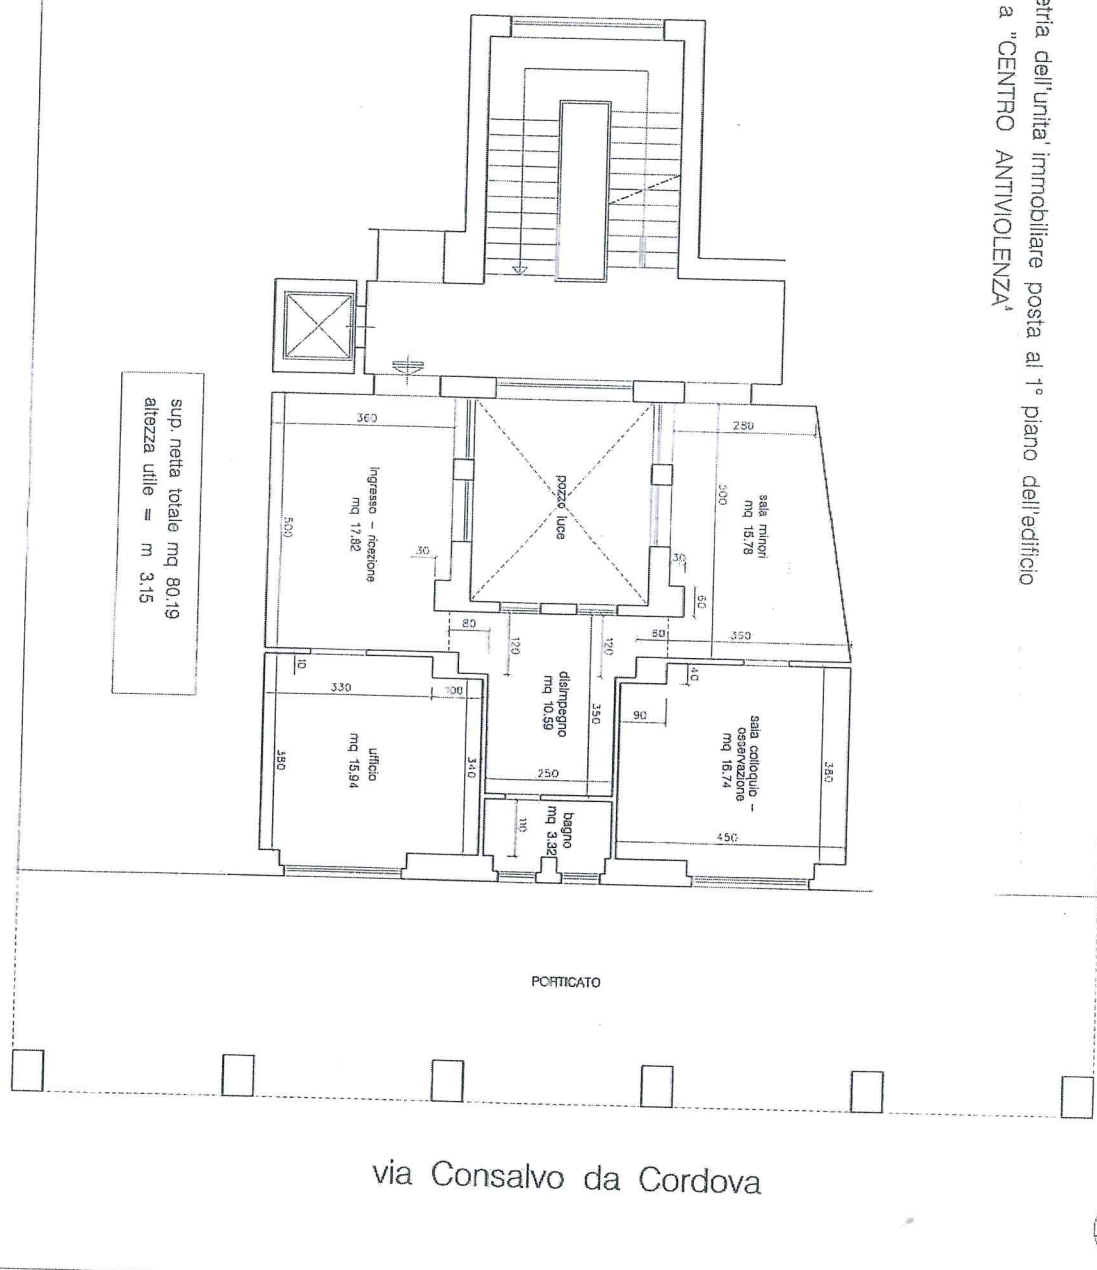 etria dell'unita' immobiliare posta al 1° piano dell'edificio
a "CENTRO ANTIVIOLENZA"
280
500
sala minori
mq 15.78
30
60
360
60
pozzo luce
360
ingresso - ricezione
mq 17.82
500
30
80
120
120
disimpegno
mq 10.59
350
250
10
330
100
ufficio
mq 15.94
380
340
40
90
sala colloquio -
osservazione
mq 16.74
380
450
bagno
mq 3.32
110
sup. netta totale mq 80.19
altezza utile = m 3,15
PORTICATO
via Consalvo da Cordova